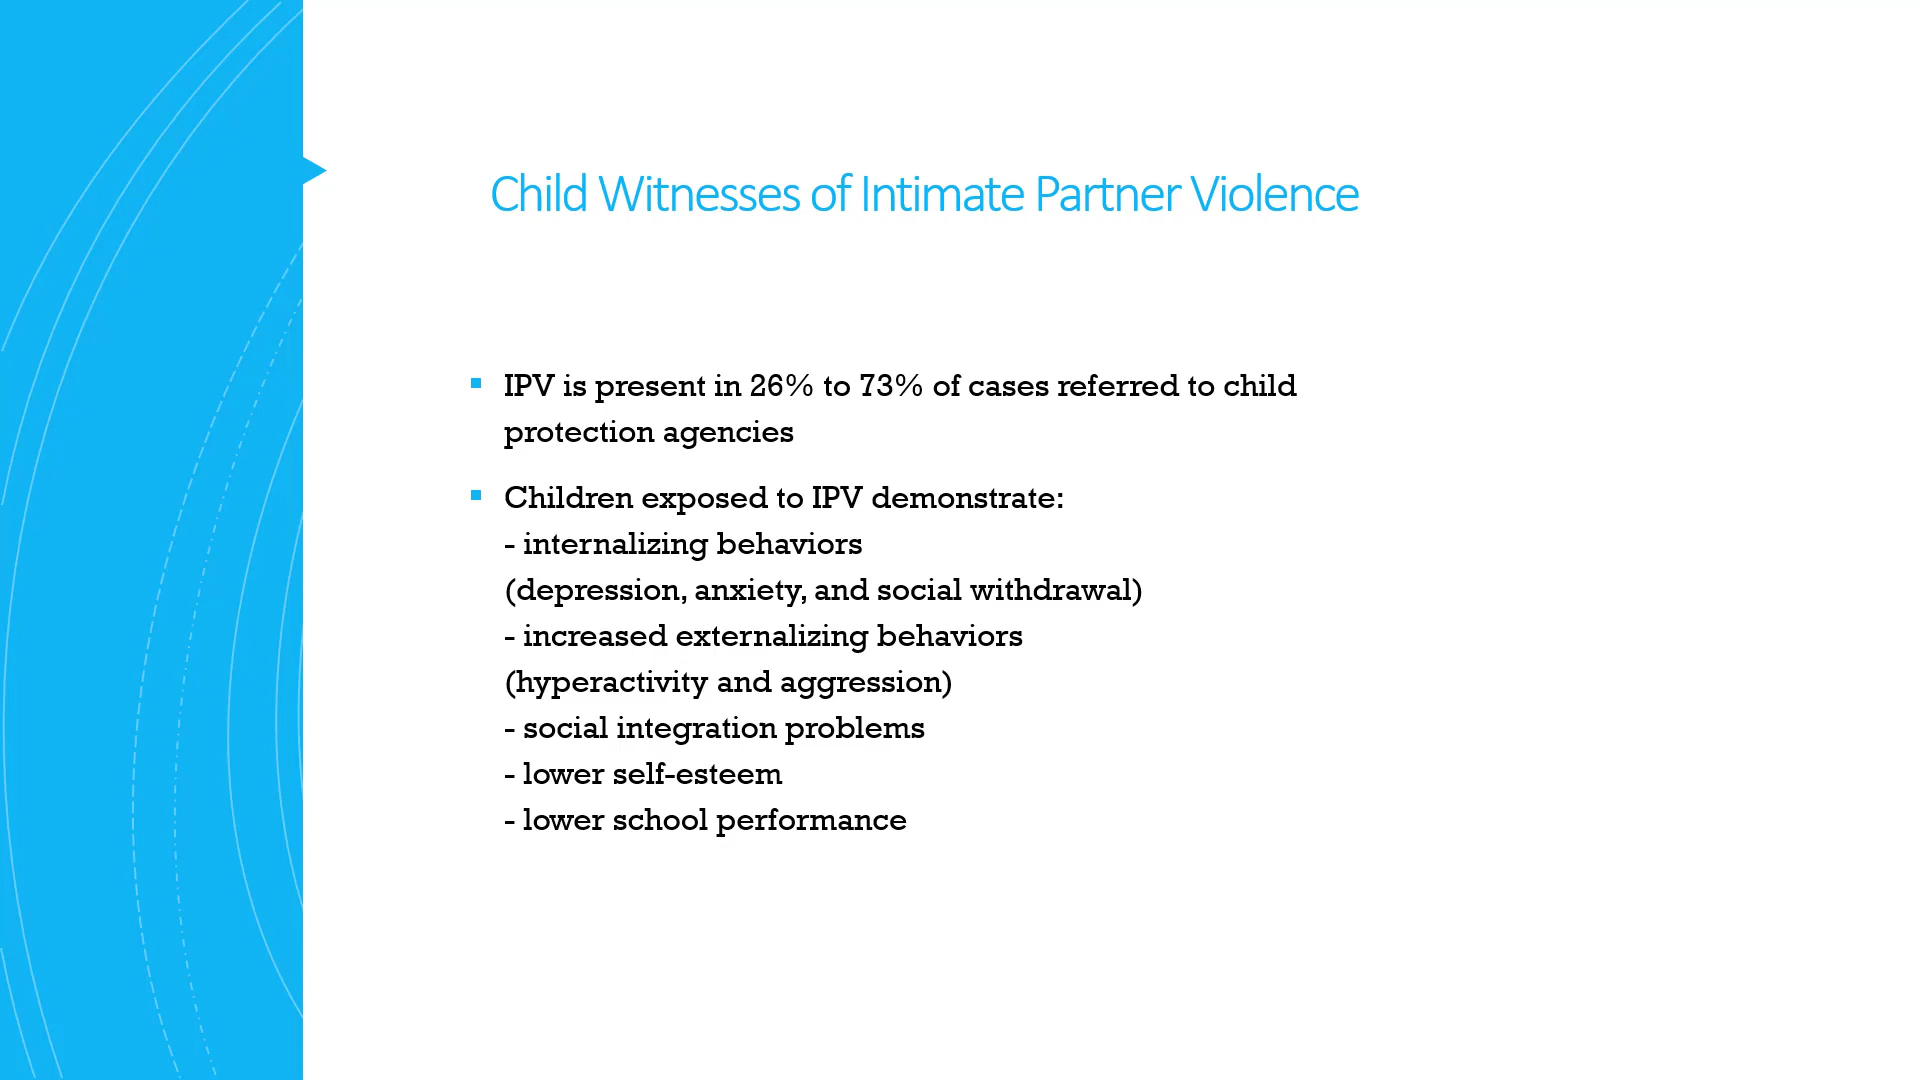 Child Witnesses of Intimate Partner Violence
IPV is present in 26% to 73% of cases referred to child
protection agencies
Children exposed to IPV demonstrate:
- internalizing behaviors
(depression, anxiety, and social withdrawal)
- increased externalizing behaviors
(hyperactivity and aggression)
- social integration problems
- lower self-esteem
- lower school performance